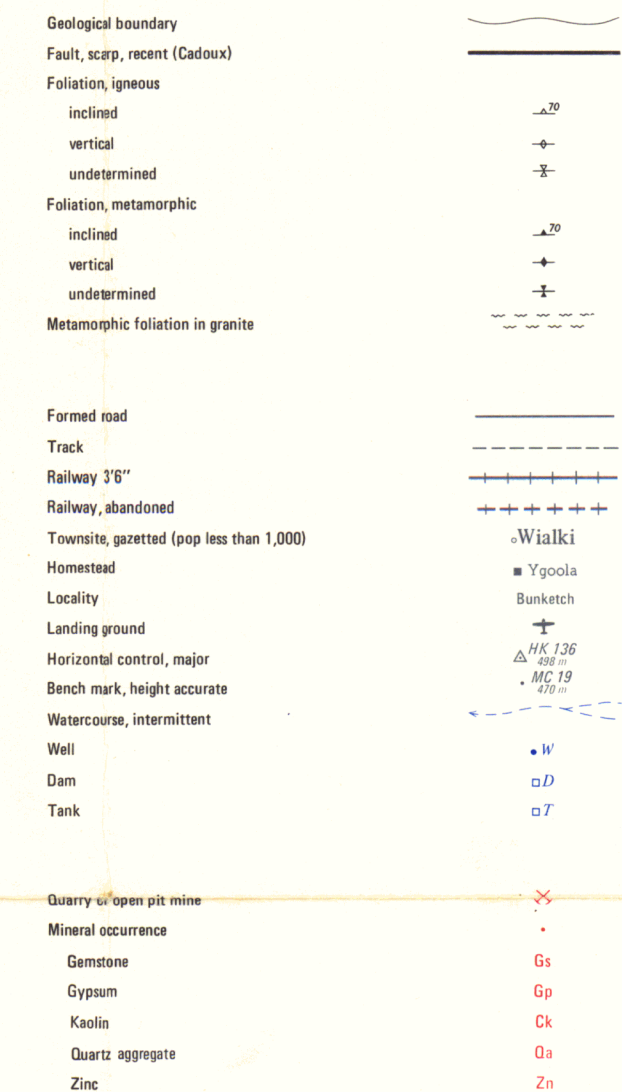 Geological boundary
Fault, scarp, recent (Cadoux)
Foliation, igneous
inclined 70
vertical
undetermined
Foliation, metamorphic
inclined 70
vertical
undetermined
Metamorphic foliation in granite
Formed road
Track
Railway 3'6"
Railway, abandoned
Townsite, gazetted (pop less than 1,000) Wialki
Homestead Ygoola
Locality Bunketch
Landing ground
Horizontal control, major HK 136
498 m
Bench mark, height accurate MC 19
470 m
Watercourse, intermittent
Well W
Dam D
Tank T
Quarry or open pit mine
Mineral occurrence
Gemstone Gs
Gypsum Gp
Kaolin Ck
Quartz aggregate Qa
Zinc Zn